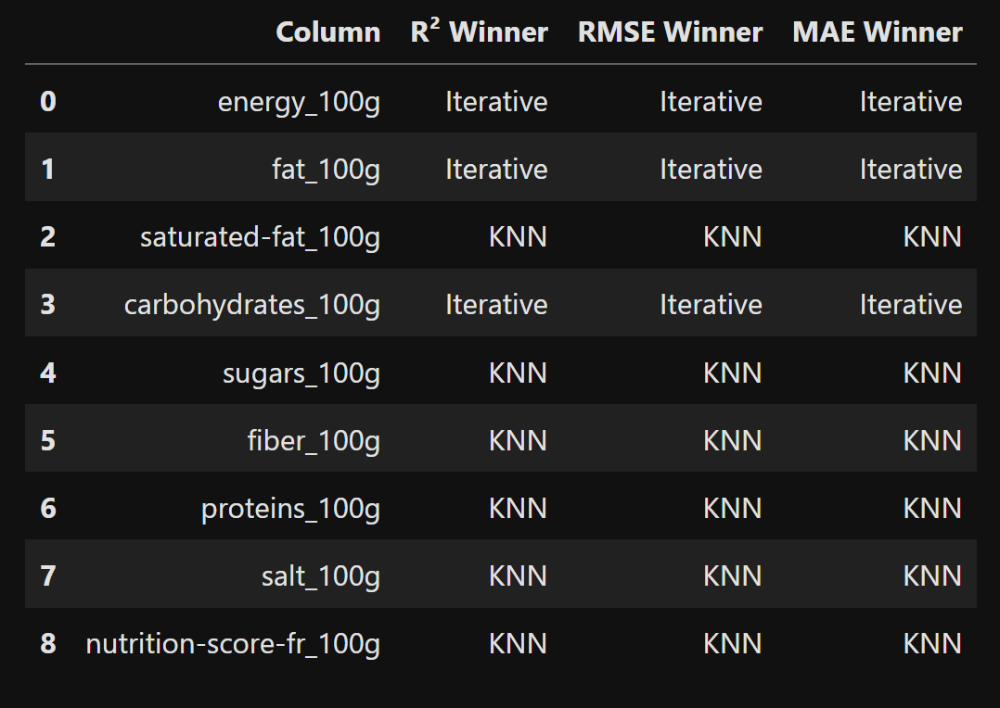 Column R² Winner RMSE Winner MAE Winner
0 energy_100g Iterative Iterative Iterative
1 fat_100g Iterative Iterative Iterative
2 saturated-fat_100g KNN KNN KNN
3 carbohydrates_100g Iterative Iterative Iterative
4 sugars_100g KNN KNN KNN
5 fiber_100g KNN KNN KNN
6 proteins_100g KNN KNN KNN
7 salt_100g KNN KNN KNN
8 nutrition-score-fr_100g KNN KNN KNN